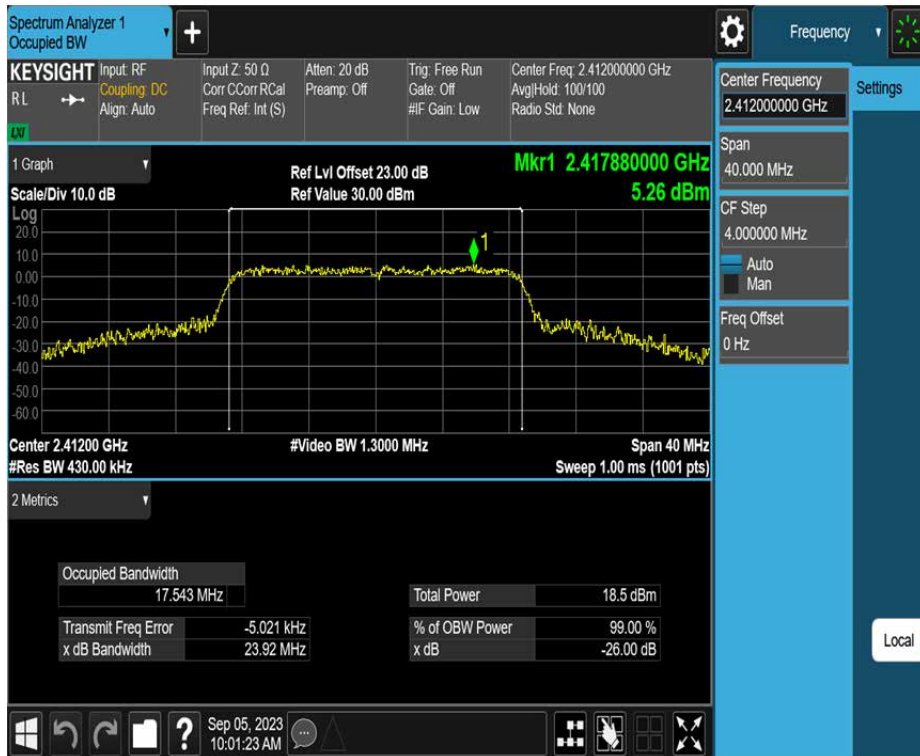 Spectrum Analyzer 1
Occupied BW
+
Frequency
KEYSIGHT
RL
LXI
Input: RF
Coupling: DC
Align: Auto
Input Z: 50 Ω
Corr CCorr RCal
Freq Ref: Int (S)
Atten: 20 dB
Preamp: Off
Trig: Free Run
Gate: Off
#IF Gain: Low
Center Freq: 2.412000000 GHz
Avg|Hold: 100/100
Radio Std: None
Center Frequency
2.412000000 GHz
Settings
Span
40.000 MHz
CF Step
4.000000 MHz
Auto
Man
Freq Offset
0 Hz
Local
1 Graph
Scale/Div 10.0 dB
Ref Lvl Offset 23.00 dB
Ref Value 30.00 dBm
Mkr1 2.417880000 GHz
5.26 dBm
Log
20.0
10.0
0.00
-10.0
-20.0
-30.0
-40.0
-50.0
-60.0
1
Center 2.41200 GHz
#Res BW 430.00 kHz
#Video BW 1.3000 MHz
Span 40 MHz
Sweep 1.00 ms (1001 pts)
2 Metrics
Occupied Bandwidth
17.543 MHz
Total Power 18.5 dBm
Transmit Freq Error -5.021 kHz
% of OBW Power 99.00 %
x dB Bandwidth 23.92 MHz
x dB -26.00 dB
?
Sep 05, 2023
10:01:23 AM